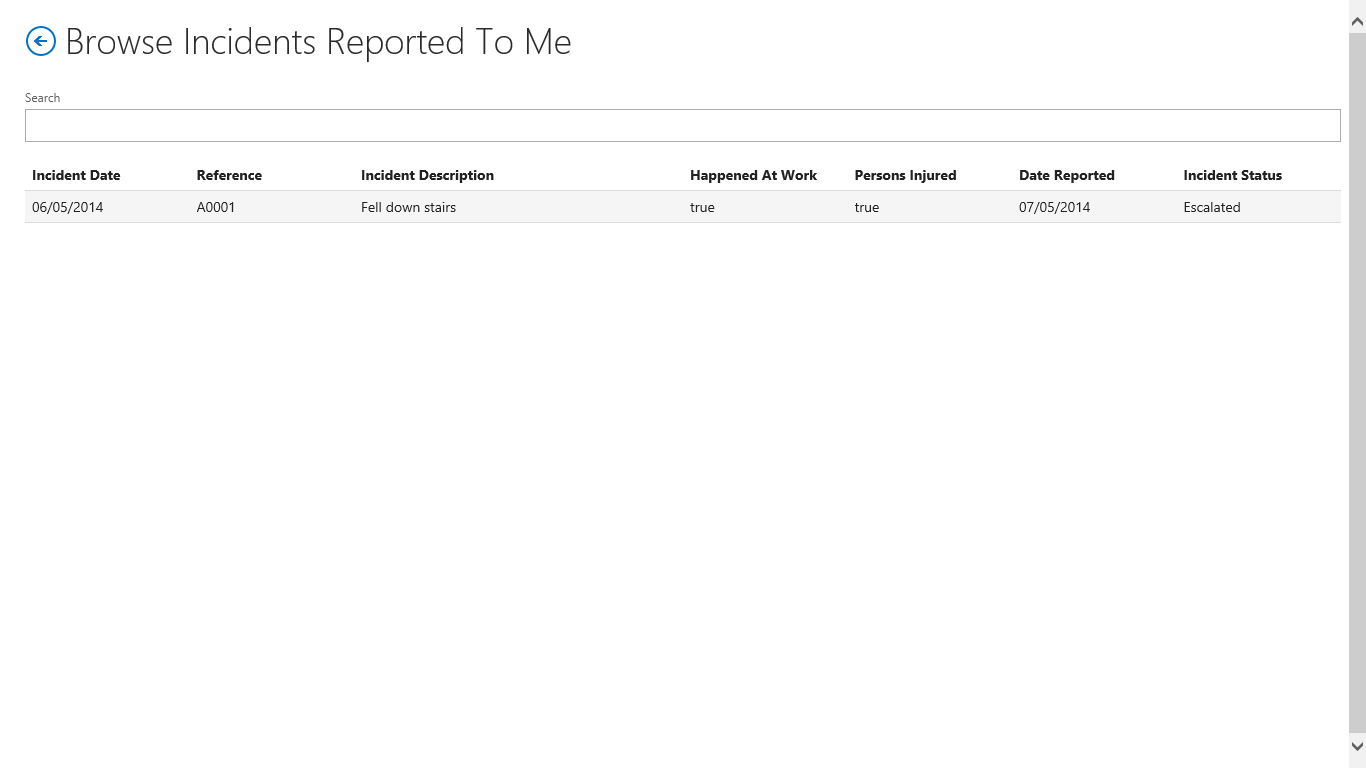 Browse Incidents Reported To Me
Search
Incident Date Reference Incident Description Happened At Work Persons Injured Date Reported Incident Status
06/05/2014 A0001 Fell down stairs true true 07/05/2014 Escalated